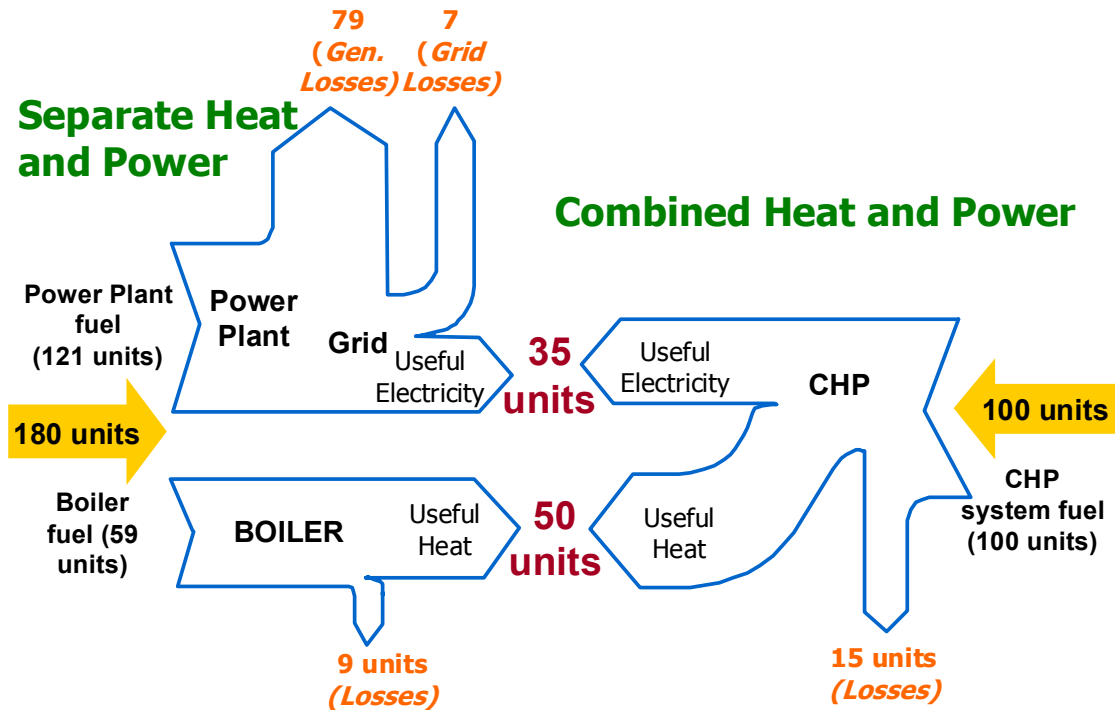 79
(Gen.
Losses)
7
(Grid
Losses)
Separate Heat
and Power
Combined Heat and Power
Power Plant
fuel
(121 units)
Power
Plant
Grid
Useful
Electricity
35
units
Useful
Electricity
CHP
180 units
100 units
Boiler
fuel (59
units)
BOILER
Useful
Heat
50
units
Useful
Heat
CHP
system fuel
(100 units)
9 units
(Losses)
15 units
(Losses)